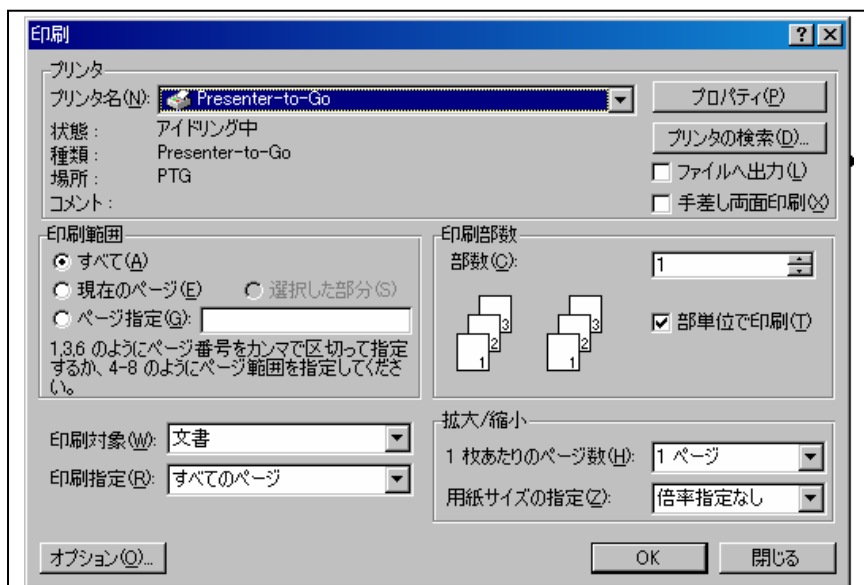 印刷
プリンタ
プリンタ名(N): Presenter-to-Go
プロパティ(P)
状態: アイドリング中
プリンタの検索(D)...
種類: Presenter-to-Go
場所: PTG
ファイルへ出力(L)
コメント:
手差し両面印刷(X)
印刷範囲
すべて(A)
現在のページ(E) 選択した部分(S)
ページ指定(G):
1,3,6 のようにページ番号をカンマで区切って指定
するか、4-8 のようにページ範囲を指定してくださ
い。
印刷部数
部数(C): 1
1 2 3 1 2 3
部単位で印刷(T)
印刷対象(W): 文書
印刷指定(R): すべてのページ
拡大/縮小
1 枚あたりのページ数(H): 1 ページ
用紙サイズの指定(Z): 倍率指定なし
オプション(O)...
OK 閉じる